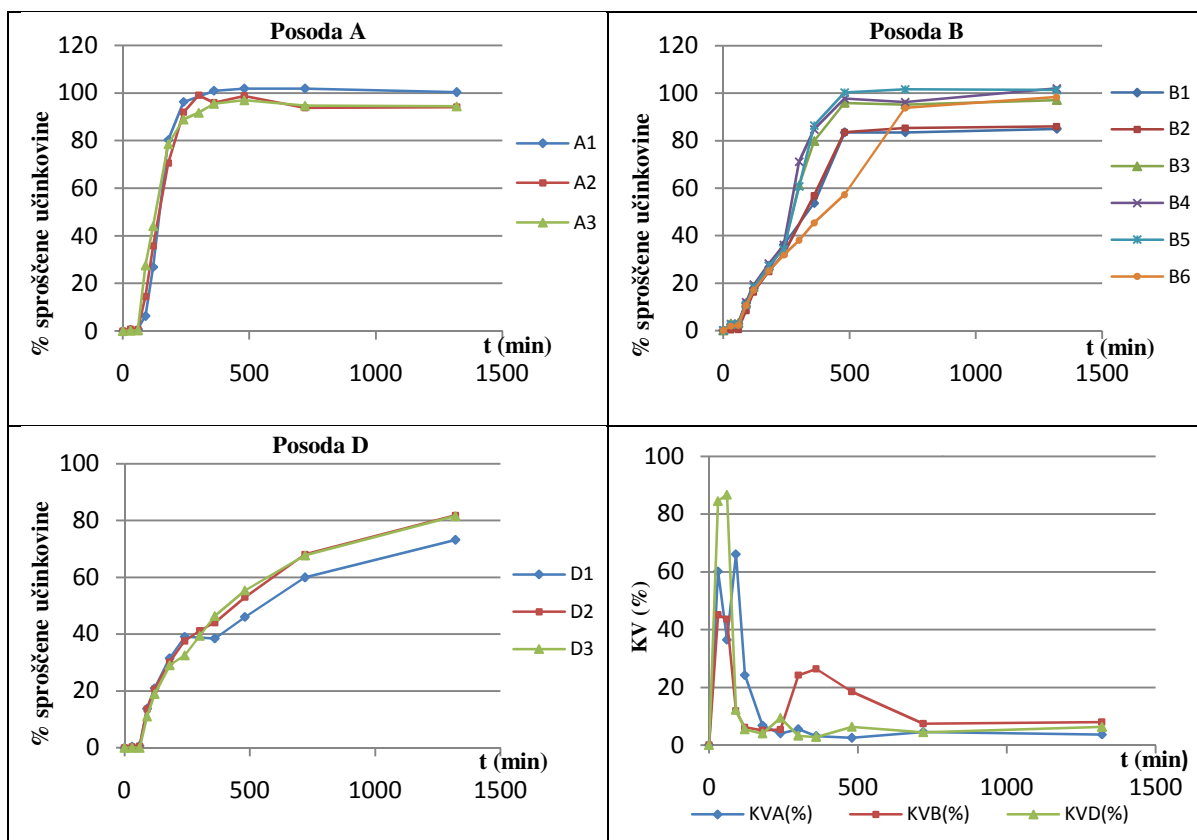 Posoda A
% sproščene učinkovine
120
100
80
60
40
20
0
0 500 1000 1500
t (min)
A1
A2
A3
Posoda B
% sproščene učinkovine
120
100
80
60
40
20
0
0 500 1000 1500
t (min)
B1
B2
B3
B4
B5
B6
Posoda D
% sproščene učinkovine
100
80
60
40
20
0
0 500 1000 1500
t (min)
D1
D2
D3
KV (%)
100
80
60
40
20
0
0 500 1000 1500
t (min)
KVA(%) KVB(%) KVD(%)